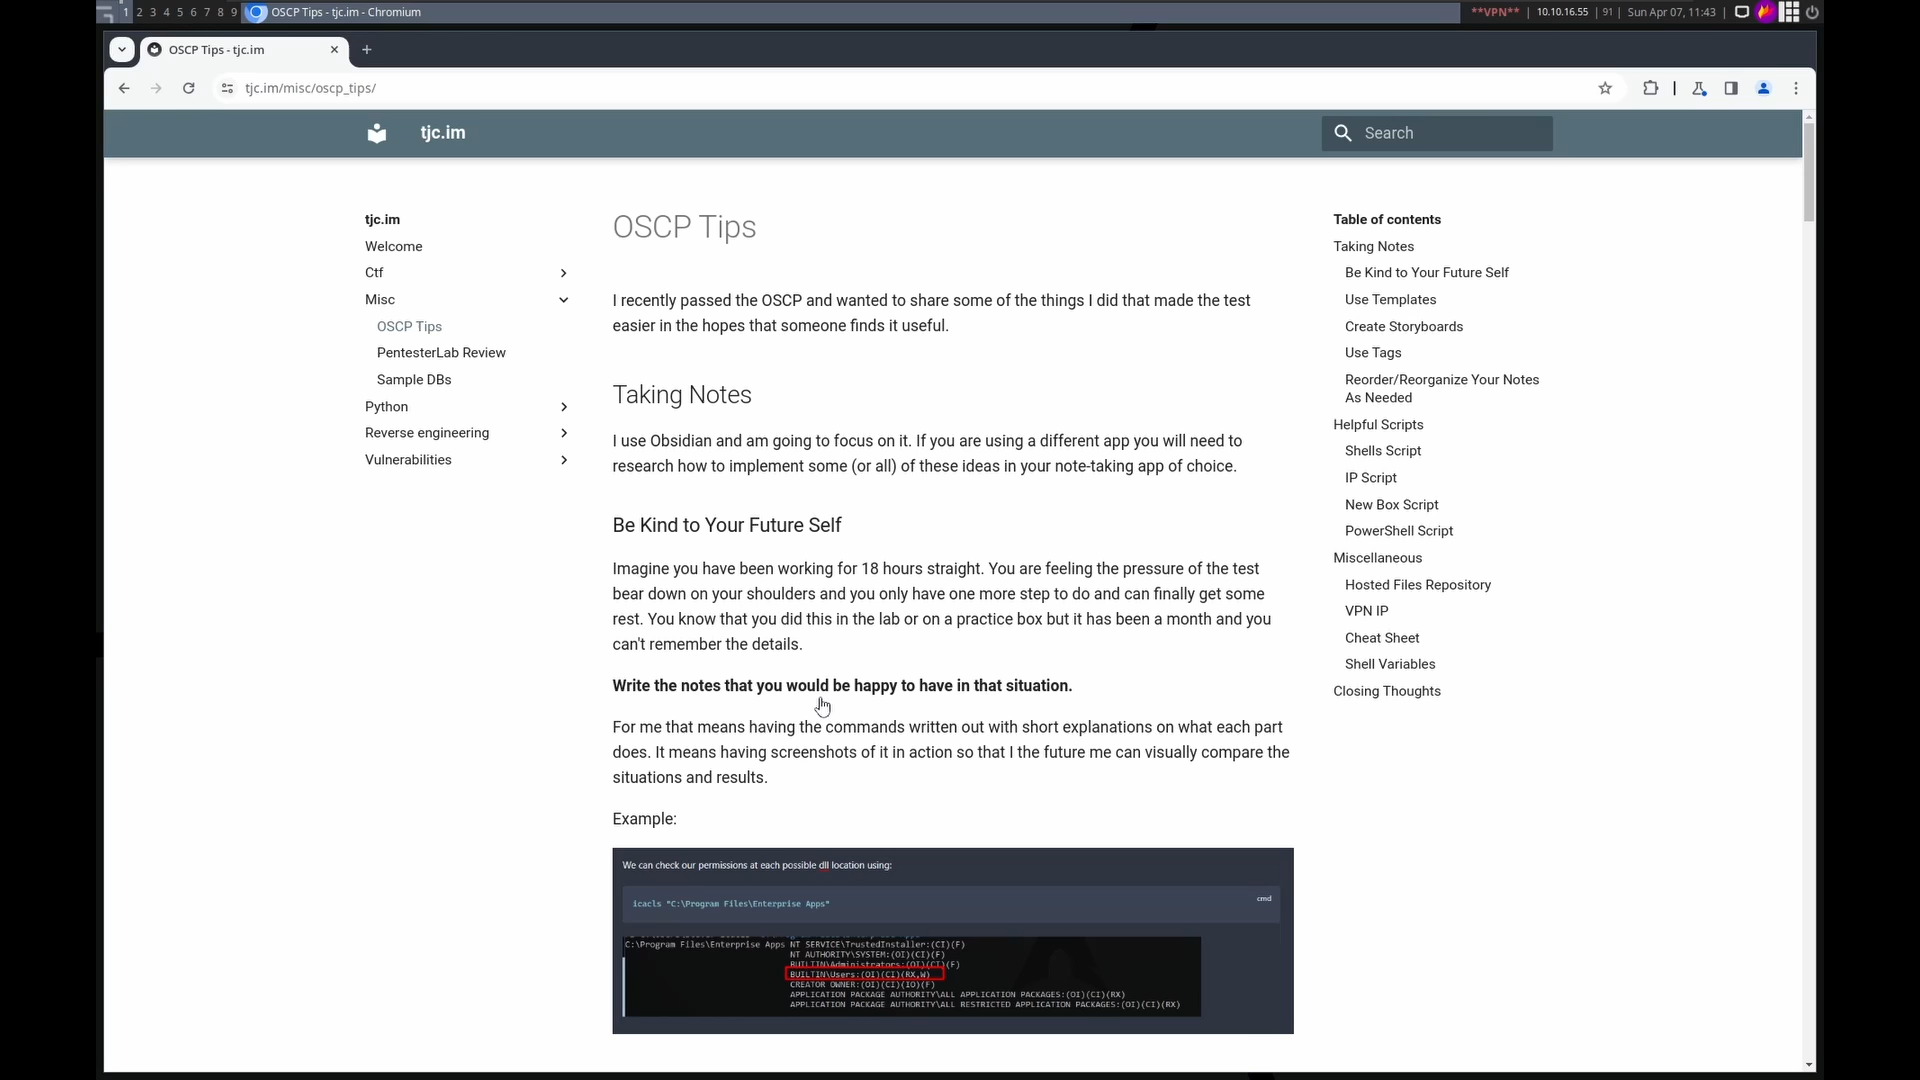 1 2 3 4 5 6 7 8 9 OSCP Tips - tjc.im - Chromium **VPN** | 10.10.16.55 | 91 | Sun Apr 07, 11:43 |
OSCP Tips - tjc.im
tjc.im/misc/oscp_tips/
tjc.im
Search
tjc.im
Welcome
Ctf
Misc
OSCP Tips
PentesterLab Review
Sample DBs
Python
Reverse engineering
Vulnerabilities
OSCP Tips
I recently passed the OSCP and wanted to share some of the things I did that made the test
easier in the hopes that someone finds it useful.
Taking Notes
I use Obsidian and am going to focus on it. If you are using a different app you will need to
research how to implement some (or all) of these ideas in your note-taking app of choice.
Be Kind to Your Future Self
Imagine you have been working for 18 hours straight. You are feeling the pressure of the test
bear down on your shoulders and you only have one more step to do and can finally get some
rest. You know that you did this in the lab or on a practice box but it has been a month and you
can't remember the details.
Write the notes that you would be happy to have in that situation.
For me that means having the commands written out with short explanations on what each part
does. It means having screenshots of it in action so that I the future me can visually compare the
situations and results.
Example:
We can check our permissions at each possible dll location using:
icacls "C:\Program Files\Enterprise Apps"
cmd
C:\Program Files\Enterprise Apps NT SERVICE\TrustedInstaller:(CI)(F)
NT AUTHORITY\SYSTEM:(OI)(CI)(F)
BUILTIN\Administrators:(OI)(CI)(F)
BUILTIN\Users:(OI)(CI)(RX,W)
CREATOR OWNER:(OI)(CI)(IO)(F)
APPLICATION PACKAGE AUTHORITY\ALL APPLICATION PACKAGES:(OI)(CI)(RX)
APPLICATION PACKAGE AUTHORITY\ALL RESTRICTED APPLICATION PACKAGES:(OI)(CI)(RX)
Table of contents
Taking Notes
Be Kind to Your Future Self
Use Templates
Create Storyboards
Use Tags
Reorder/Reorganize Your Notes
As Needed
Helpful Scripts
Shells Script
IP Script
New Box Script
PowerShell Script
Miscellaneous
Hosted Files Repository
VPN IP
Cheat Sheet
Shell Variables
Closing Thoughts